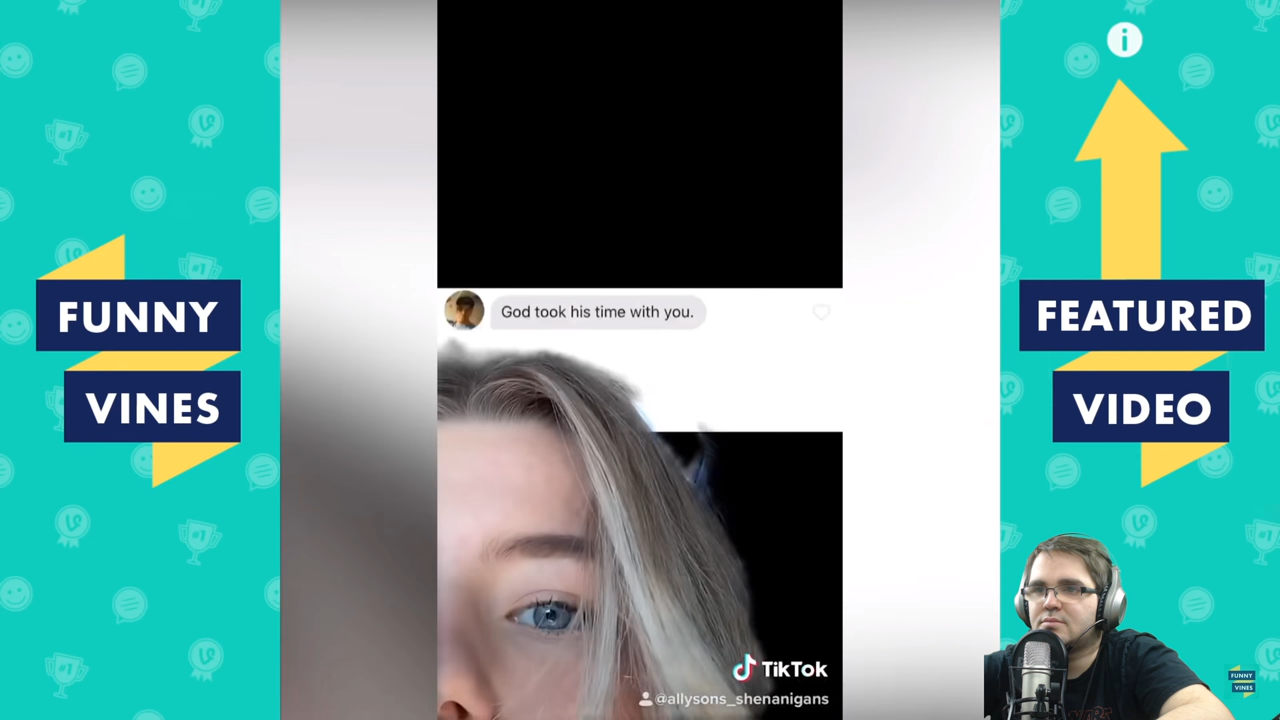 FUNNY
VINES
God took his time with you.
TikTok
@allysons_shenanigans
FEATURED
VIDEO
FUNNY
VINES